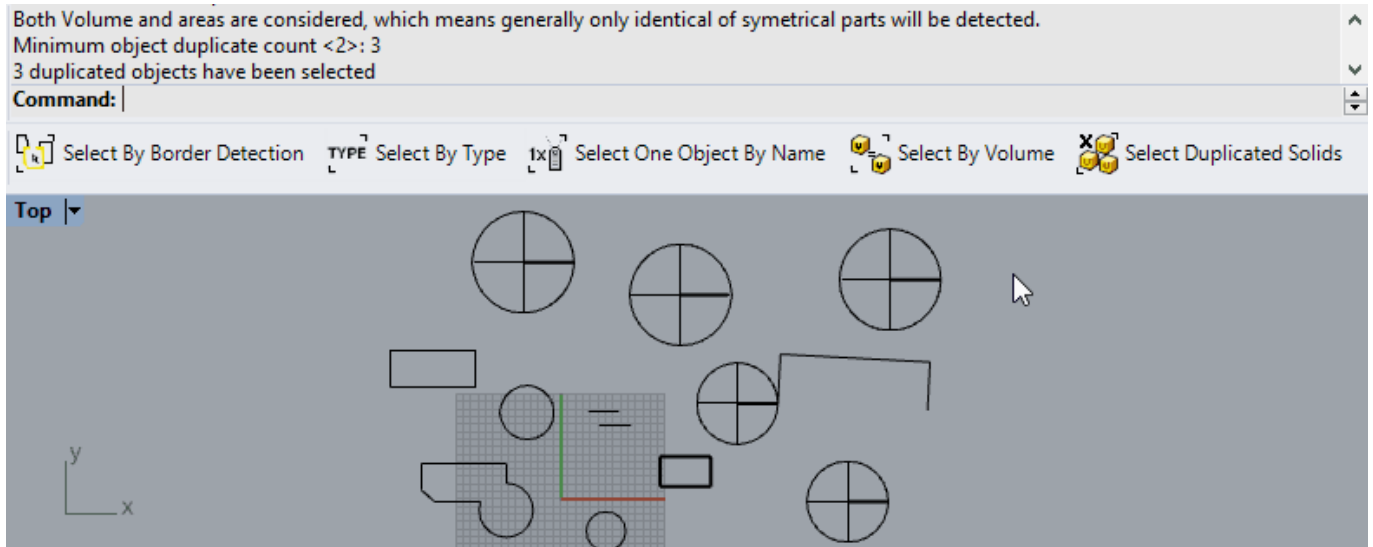 Both Volume and areas are considered, which means generally only identical of symetrical parts will be detected.
Minimum object duplicate count <2>: 3
3 duplicated objects have been selected
Command:
Select By Border Detection TYPE Select By Type 1x Select One Object By Name Select By Volume X Select Duplicated Solids
Top
y
x